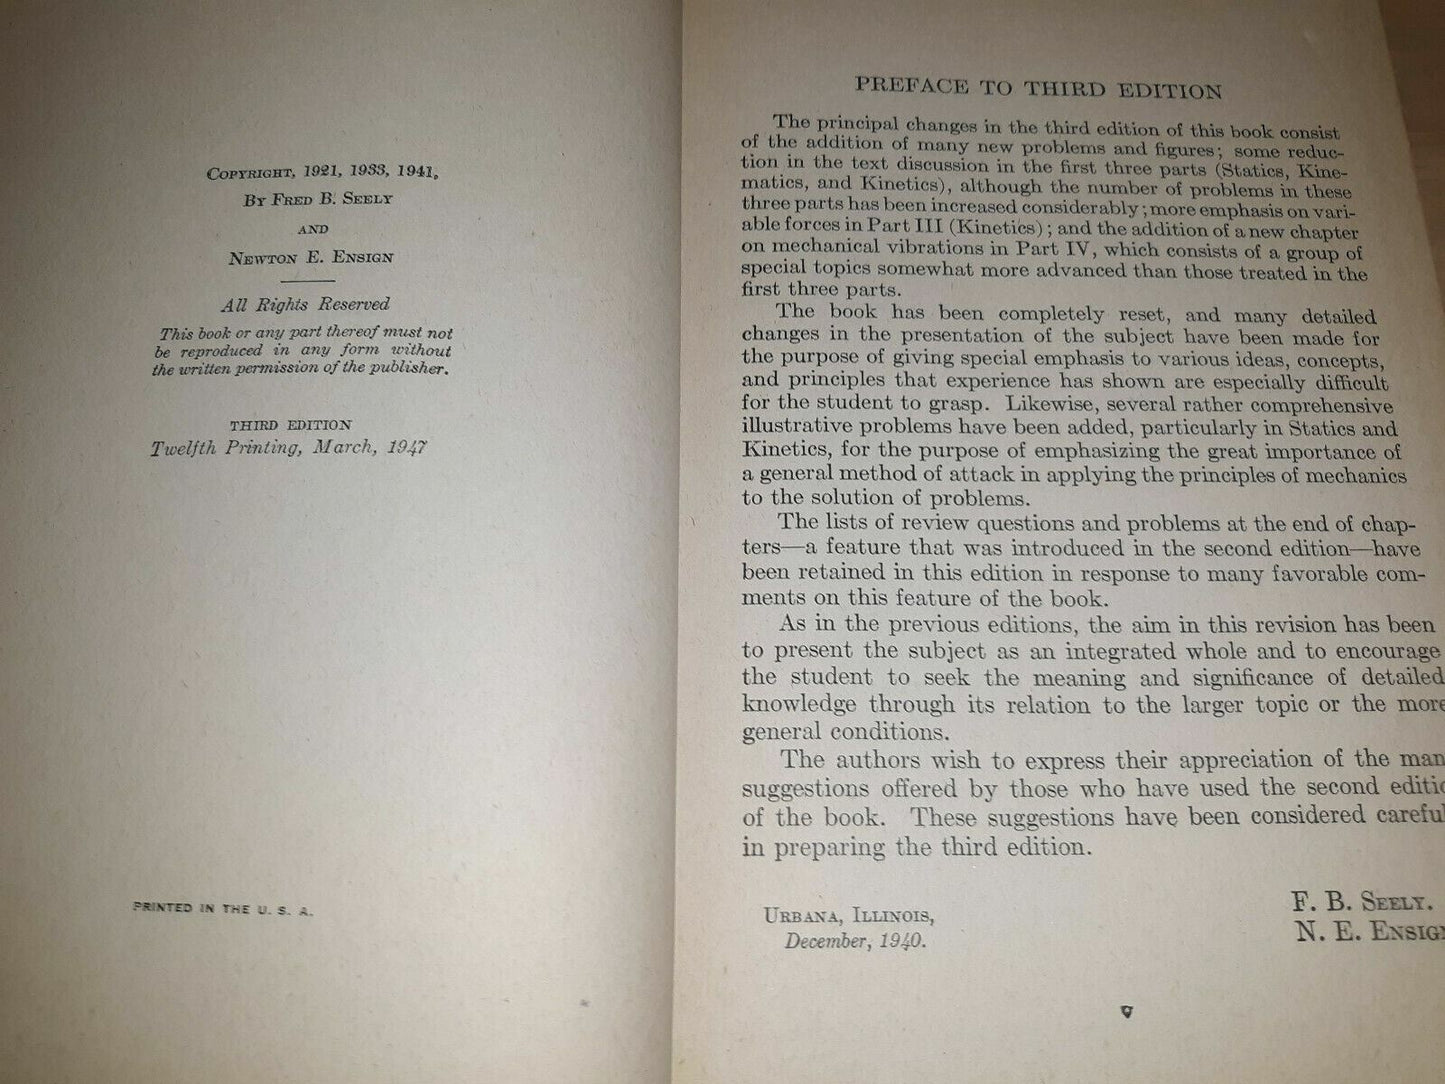 COPYRIGHT, 1921, 1933, 1941,
BY FRED B. SEELY
AND
NEWTON E. ENSIGN
All Rights Reserved
This book or any part thereof must not
be reproduced in any form without
the written permission of the publisher.
THIRD EDITION
Twelfth Printing, March, 1947
PRINTED IN THE U. S. A.
PREFACE TO THIRD EDITION
The principal changes in the third edition of this book consist
of the addition of many new problems and figures; some reduc-
tion in the text discussion in the first three parts (Statics, Kine-
matics, and Kinetics), although the number of problems in these
three parts has been increased considerably; more emphasis on vari-
able forces in Part III (Kinetics); and the addition of a new chapter
on mechanical vibrations in Part IV, which consists of a group of
special topics somewhat more advanced than those treated in the
first three parts.
The book has been completely reset, and many detailed
changes in the presentation of the subject have been made for
the purpose of giving special emphasis to various ideas, concepts,
and principles that experience has shown are especially difficult
for the student to grasp. Likewise, several rather comprehensive
illustrative problems have been added, particularly in Statics and
Kinetics, for the purpose of emphasizing the great importance of
a general method of attack in applying the principles of mechanics
to the solution of problems.
The lists of review questions and problems at the end of chap-
ters—a feature that was introduced in the second edition—have
been retained in this edition in response to many favorable com-
ments on this feature of the book.
As in the previous editions, the aim in this revision has been
to present the subject as an integrated whole and to encourage
the student to seek the meaning and significance of detailed
knowledge through its relation to the larger topic or the more
general conditions.
The authors wish to express their appreciation of the man
suggestions offered by those who have used the second editi
of the book. These suggestions have been considered careful
in preparing the third edition.
F. B. SEELY.
N. E. ENSIGN
URBANA, ILLINOIS,
December, 1940.
v